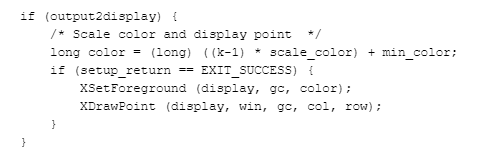 if (output2display) {
    /* Scale color and display point  */
    long color = (long) ((k-1) * scale_color) + min_color;
    if (setup_return == EXIT_SUCCESS) {
        XSetForeground (display, gc, color);
        XDrawPoint (display, win, gc, col, row);
    }
}